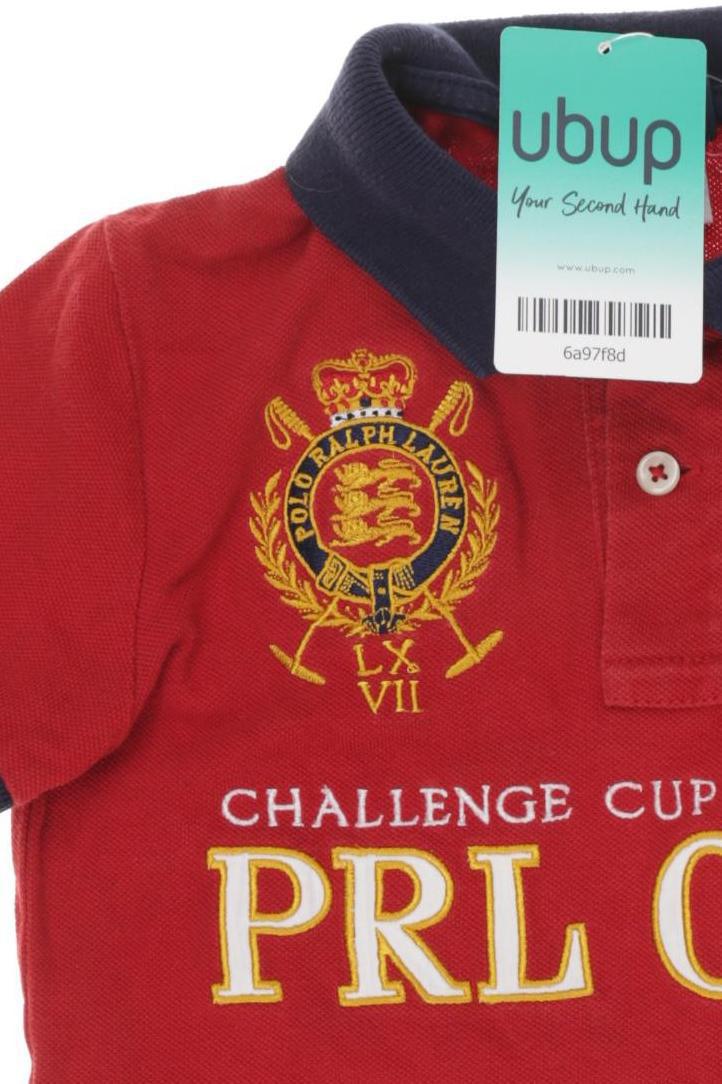 ubup
Your Second Hand
www.ubup.com
6a97f8d
POLO RALPH LAUREN
LX
VII
CHALLENGE CUP
PRL